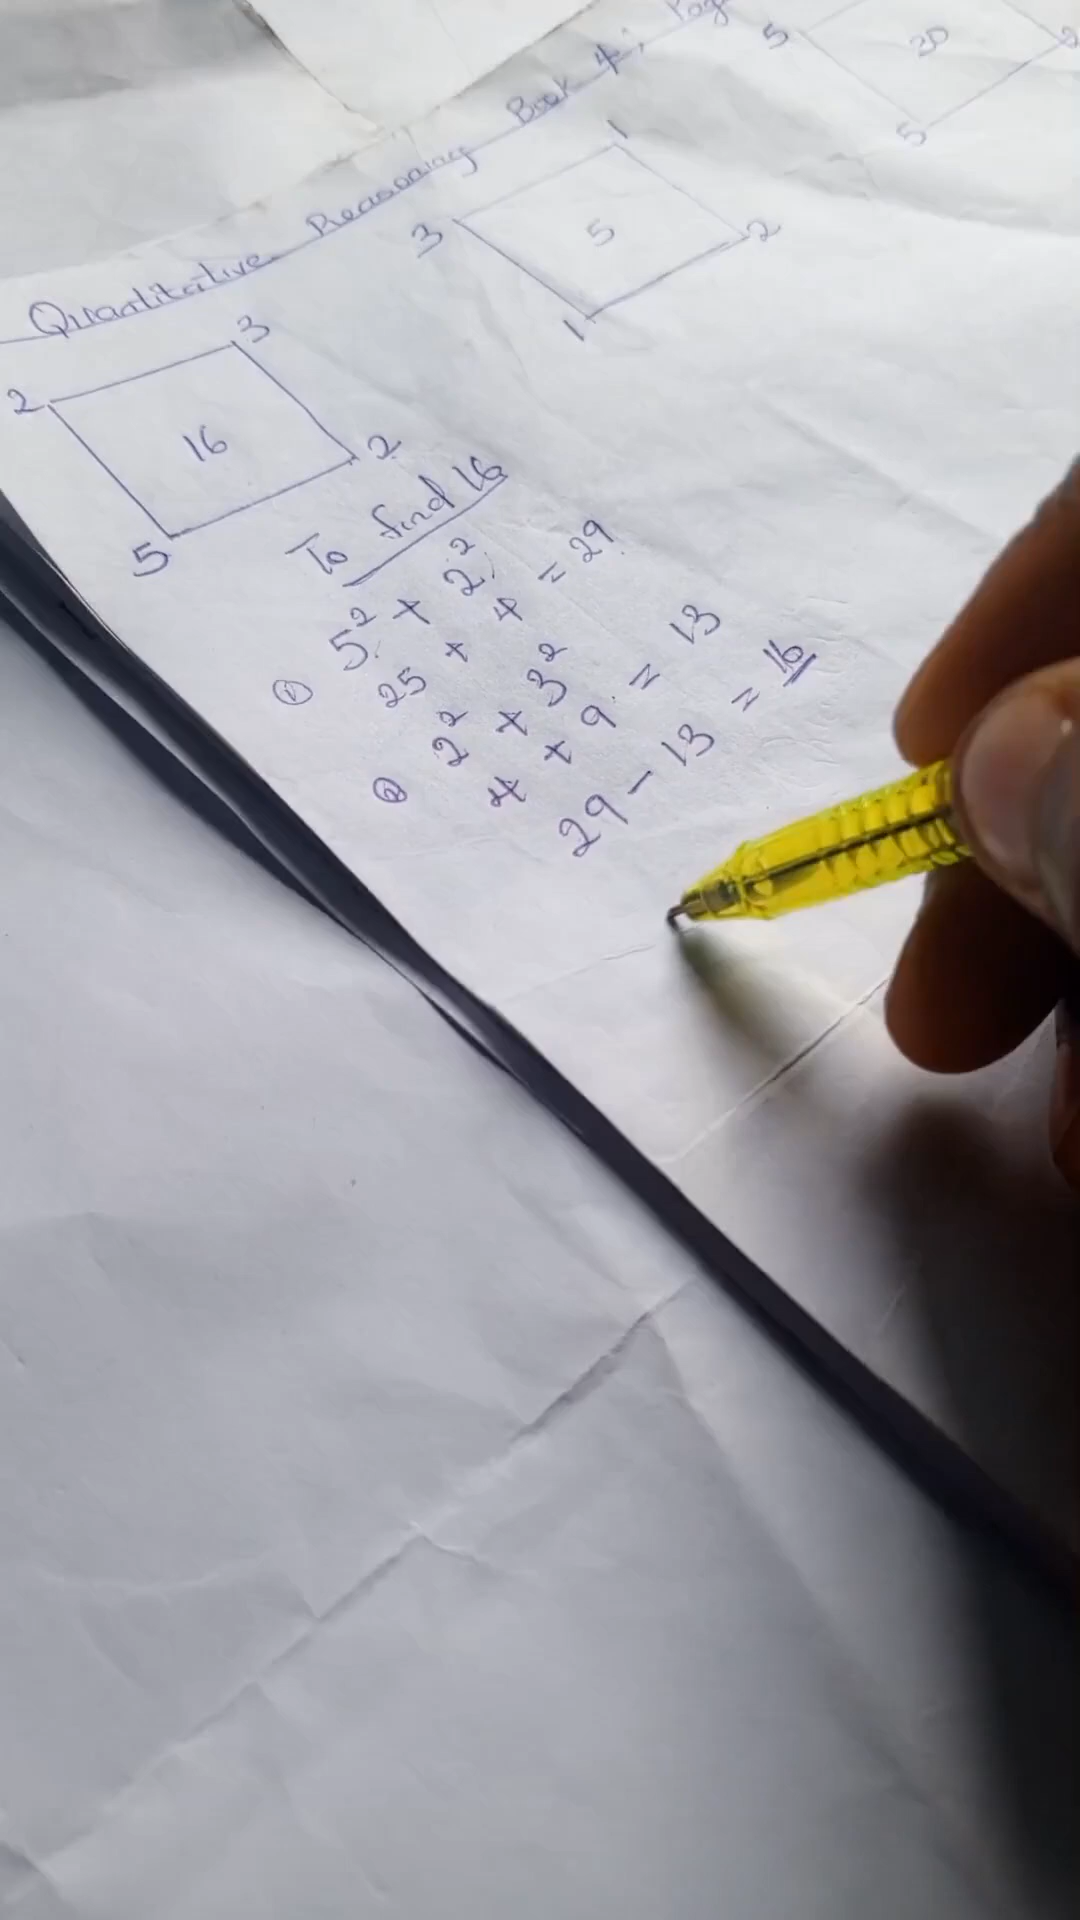 Quantitative Reasoning Book 4; Pag
5
20
2
5
1
3
5
2
1
3
2
16
2
5
To find 16
① 5² + 2²
25 + 4 = 29
② 2² + 3²
4 + 9 = 13
29 - 13 = 16